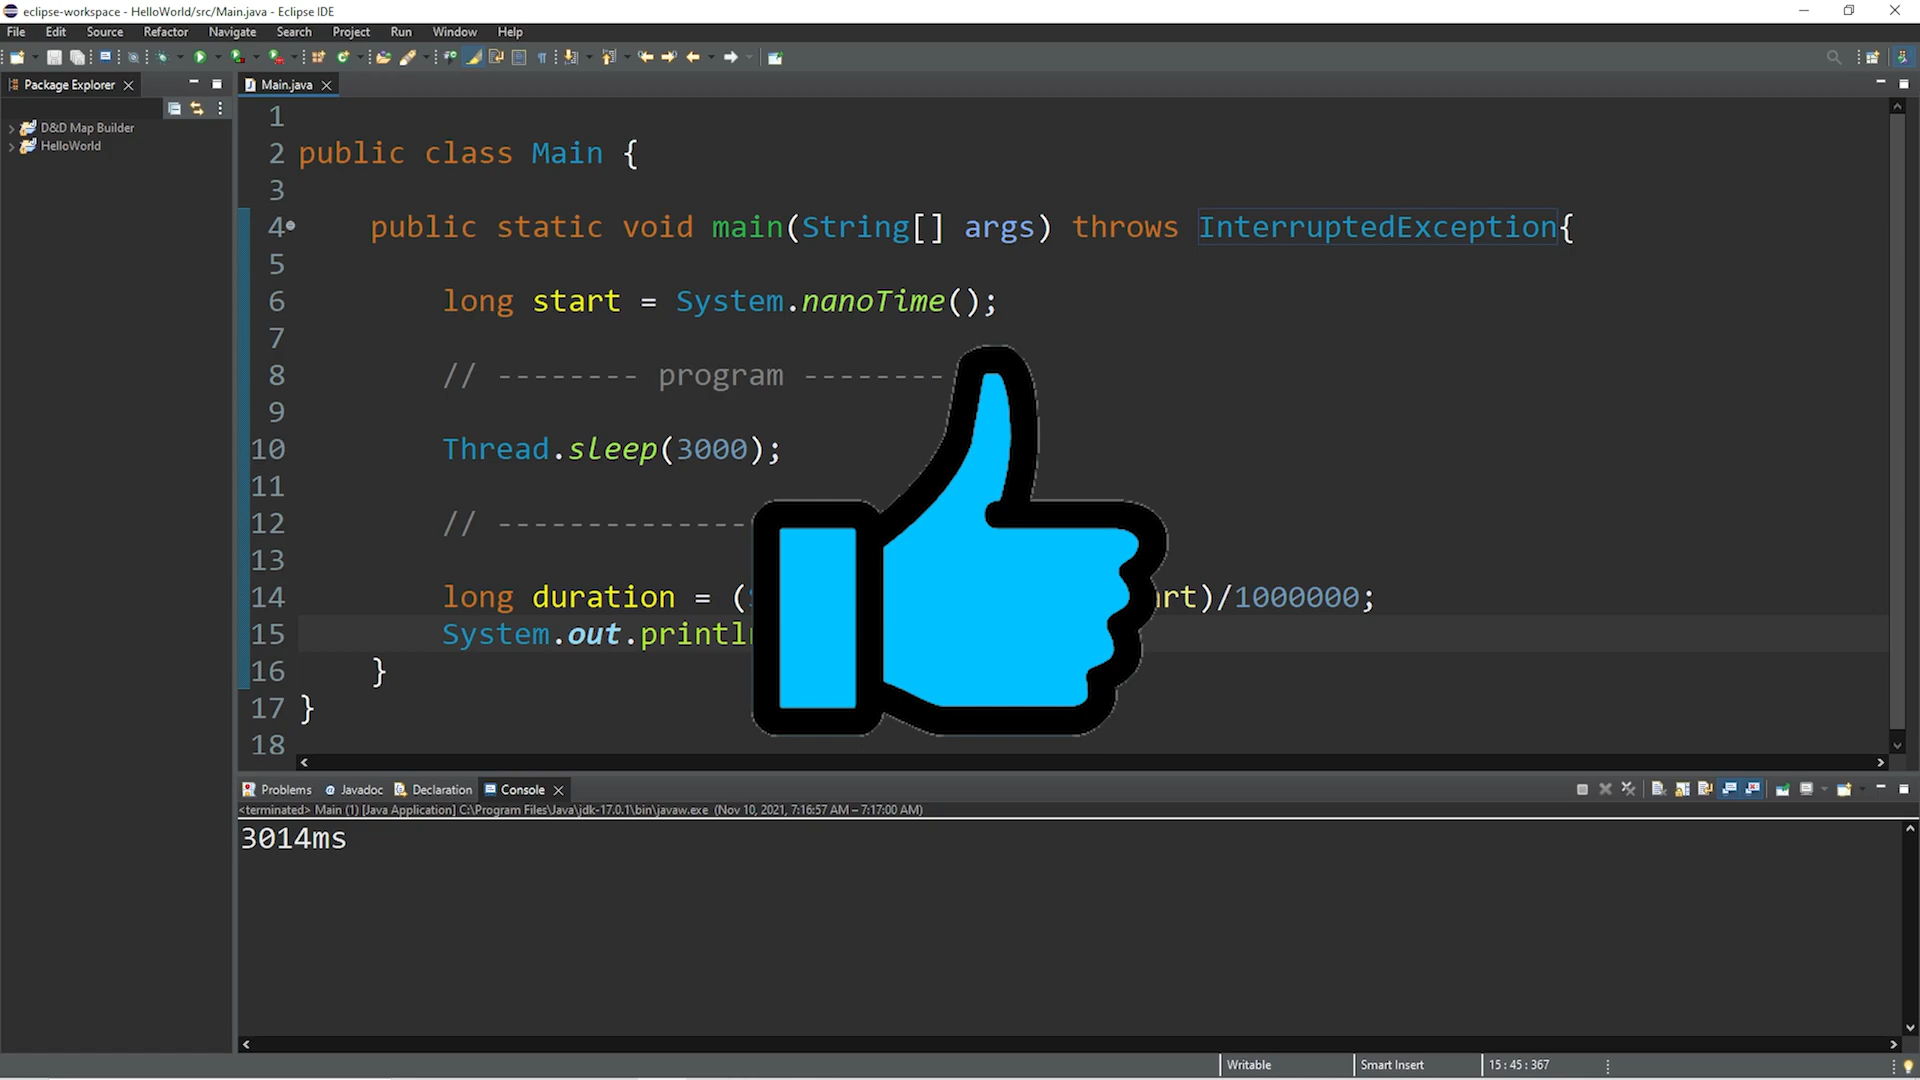 eclipse-workspace - HelloWorld/src/Main.java - Eclipse IDE
File Edit Source Refactor Navigate Search Project Run Window Help
Package Explorer
Main.java
D&D Map Builder
HelloWorld
1
2 public class Main {
3
4 public static void main(String[] args) throws InterruptedException{
5
6 long start = System.nanoTime();
7
8 // -------- program --------
9
10 Thread.sleep(3000);
11
12 // --------------
13
14 long duration = ( rt)/1000000;
15 System.out.printl
16 }
17 }
18
Problems Javadoc Declaration Console
<terminated> Main (1) [Java Application] C:\Program Files\Java\jdk-17.0.1\bin\javaw.exe (Nov 10, 2021, 7:16:57 AM – 7:17:00 AM)
3014ms
Writable Smart Insert 15 : 45 : 367